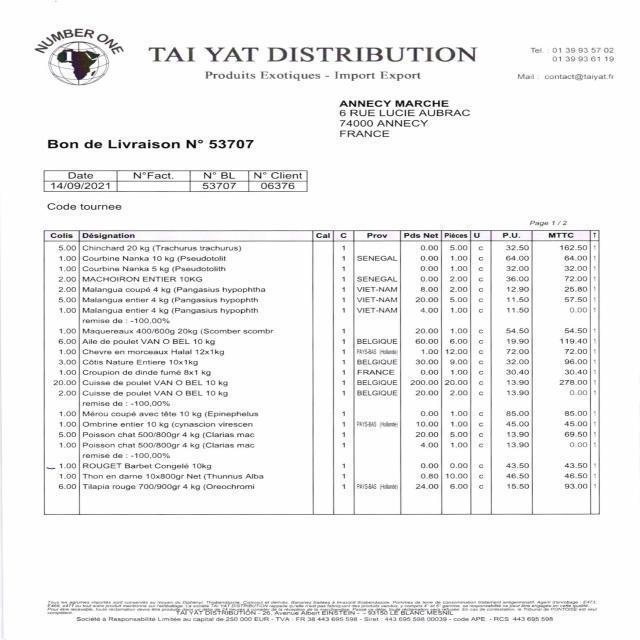 NUMBER ONE
TAI YAT DISTRIBUTION
Produits Exotiques - Import Export
Tel. : 01 39 93 57 02
01 39 93 61 19
Mail : contact@taiyat.fr
ANNECY MARCHE
6 RUE LUCIE AUBRAC
74000 ANNECY
FRANCE
Bon de Livraison N° 53707
Date N°Fact. N° BL N° Client
14/09/2021 53707 06376
Code tournee
Page 1 / 2
Colis Désignation Cal C Prov Pds Net Pièces U P.U. MTTC T
5.00 Chinchard 20 kg (Trachurus trachurus) 1 0.00 5.00 c 32.50 162.50 1
1.00 Courbine Nanka 10 kg (Pseudotolit 1 SENEGAL 0.00 1.00 c 64.00 64.00 1
1.00 Courbine Nanka 5 kg (Pseudotolith 1 0.00 1.00 c 32.00 32.00 1
2.00 MACHOIRON ENTIER 10KG 1 SENEGAL 0.00 2.00 c 36.00 72.00 1
2.00 Malangua coupé 4 kg (Pangasius hypophtha 1 VIET-NAM 8.00 2.00 c 12.90 25.80 1
5.00 Malangua entier 4 kg (Pangasius hypophth 1 VIET-NAM 20.00 5.00 c 11.50 57.50 1
1.00 Malangua entier 4 kg (Pangasius hypophth 1 VIET-NAM 4.00 1.00 c 11.50 0.00 1
remise de : -100,00%
1.00 Maquereaux 400/600g 20kg (Scomber scombr 1 20.00 1.00 c 54.50 54.50 1
6.00 Aile de poulet VAN O BEL 10 kg 1 BELGIQUE 60.00 6.00 c 19.90 119.40 1
1.00 Chevre en morceaux Halal 12x1kg 1 PAYS-BAS (Hollande) 1.00 12.00 c 72.00 72.00 1
3.00 Côtis Nature Entiere 10x1kg 1 BELGIQUE 30.00 9.00 c 32.00 96.00 1
1.00 Croupion de dinde fumé 8x1 kg 1 FRANCE 0.00 1.00 c 30.40 30.40 1
20.00 Cuisse de poulet VAN O BEL 10 kg 1 BELGIQUE 200.00 20.00 c 13.90 278.00 1
2.00 Cuisse de poulet VAN O BEL 10 kg 1 BELGIQUE 20.00 2.00 c 13.90 0.00 1
remise de : -100,00%
1.00 Mérou coupé avec tête 10 kg (Epinephelus 1 0.00 1.00 c 85.00 85.00 1
1.00 Ombrine entier 10 kg (cynascion virescen 1 PAYS-BAS (Hollande) 10.00 1.00 c 45.00 45.00 1
5.00 Poisson chat 500/800gr 4 kg (Clarias mac 1 20.00 5.00 c 13.90 69.50 1
1.00 Poisson chat 500/800gr 4 kg (Clarias mac 1 4.00 1.00 c 13.90 0.00 1
remise de : -100,00%
1.00 ROUGET Barbet Congelé 10kg 1 0.00 0.00 c 43.50 43.50 1
1.00 Thon en darne 10x800gr Net (Thunnus Alba 1 0.80 10.00 c 46.50 46.50 1
6.00 Tilapia rouge 700/900gr 4 kg (Oreochromi 1 PAYS-BAS (Hollande) 24.00 6.00 c 15.50 93.00 1
TAI YAT DISTRIBUTION - 26, Avenue Albert EINSTEIN - - 93150 LE BLANC MESNIL
Société à Responsabilité Limitée au capital de 250 000 EUR - TVA : FR 38 443 695 598 - Siret : 443 695 598 00039 - code APE - RCS 443 695 598